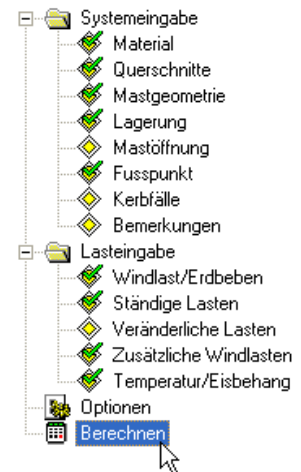 Systemeingabe
Material
Querschnitte
Mastgeometrie
Lagerung
Mastöffnung
Fusspunkt
Kerbfälle
Bemerkungen
Lasteingabe
Windlast/Erdbeben
Ständige Lasten
Veränderliche Lasten
Zusätzliche Windlasten
Temperatur/Eisbehang
Optionen
Berechnen